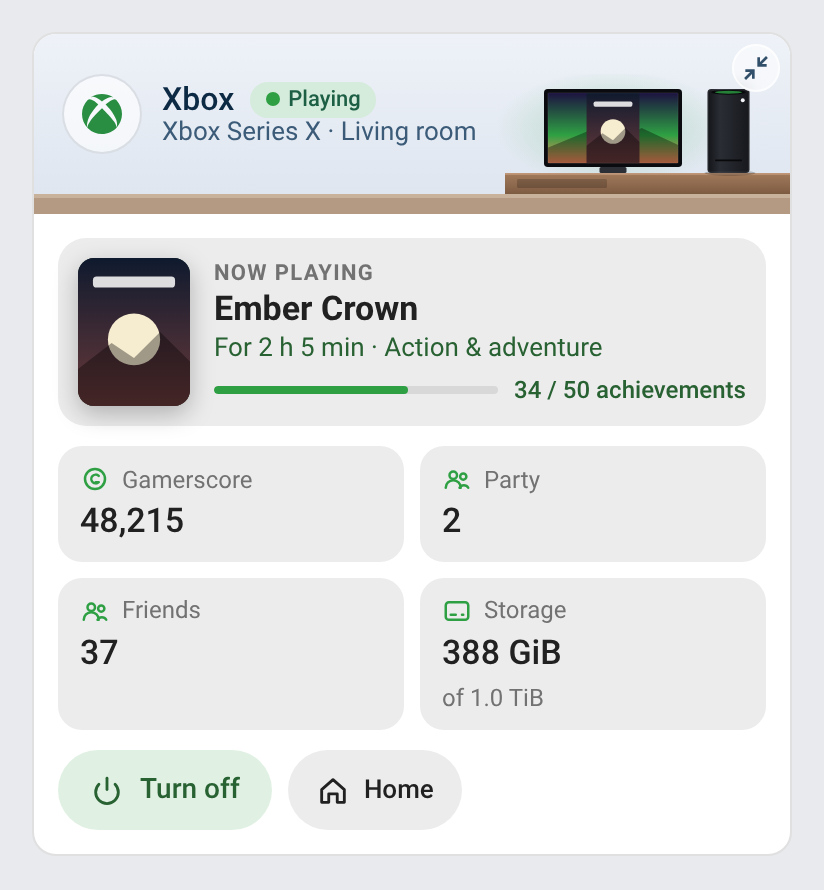 Xbox
Playing
Xbox Series X · Living room
NOW PLAYING
Ember Crown
For 2 h 5 min · Action & adventure
34 / 50 achievements
Gamerscore
48,215
Party
2
Friends
37
Storage
388 GiB
of 1.0 TiB
Turn off
Home